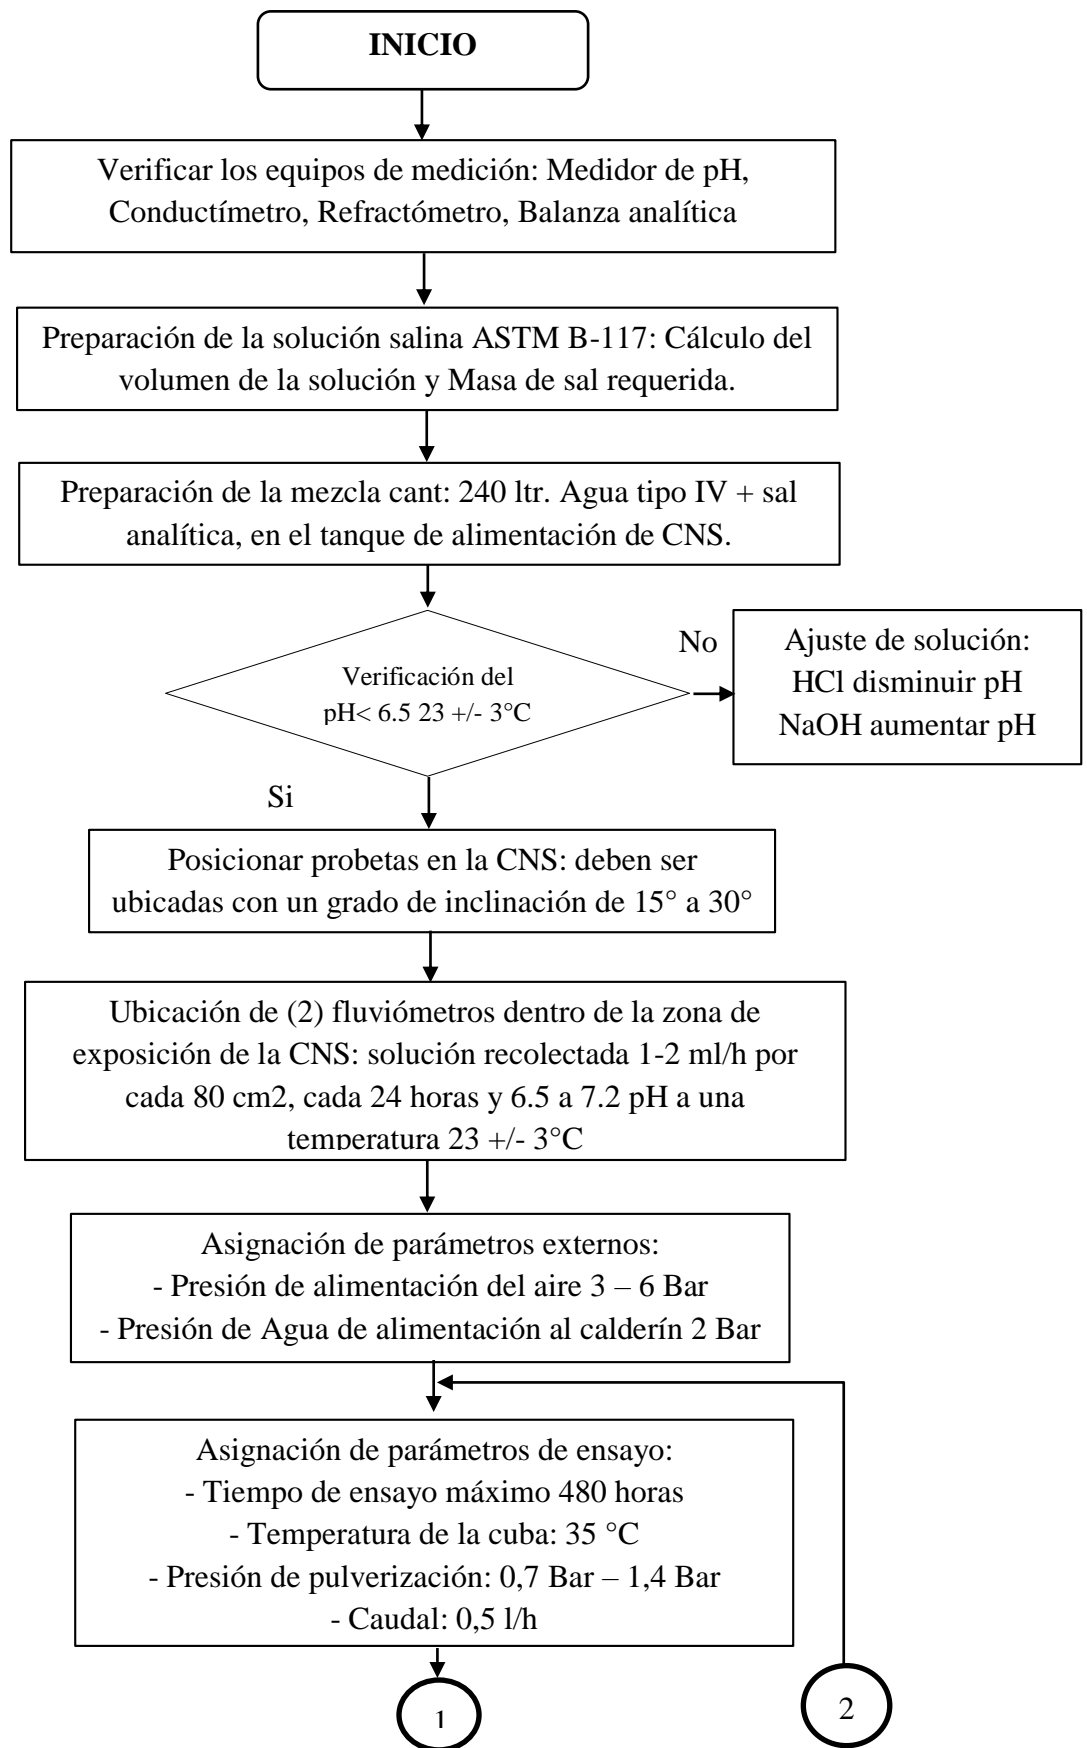 INICIO
Verificar los equipos de medición: Medidor de pH,
Conductímetro, Refractómetro, Balanza analítica
Preparación de la solución salina ASTM B-117: Cálculo del
volumen de la solución y Masa de sal requerida.
Preparación de la mezcla cant: 240 ltr. Agua tipo IV + sal
analítica, en el tanque de alimentación de CNS.
Verificación del
pH< 6.5 23 +/- 3°C
No
Ajuste de solución:
HCl disminuir pH
NaOH aumentar pH
Si
Posicionar probetas en la CNS: deben ser
ubicadas con un grado de inclinación de 15° a 30°
Ubicación de (2) fluviómetros dentro de la zona de
exposición de la CNS: solución recolectada 1-2 ml/h por
cada 80 cm2, cada 24 horas y 6.5 a 7.2 pH a una
temperatura 23 +/- 3°C
Asignación de parámetros externos:
- Presión de alimentación del aire 3 – 6 Bar
- Presión de Agua de alimentación al calderín 2 Bar
Asignación de parámetros de ensayo:
- Tiempo de ensayo máximo 480 horas
- Temperatura de la cuba: 35 °C
- Presión de pulverización: 0,7 Bar – 1,4 Bar
- Caudal: 0,5 l/h
1
2